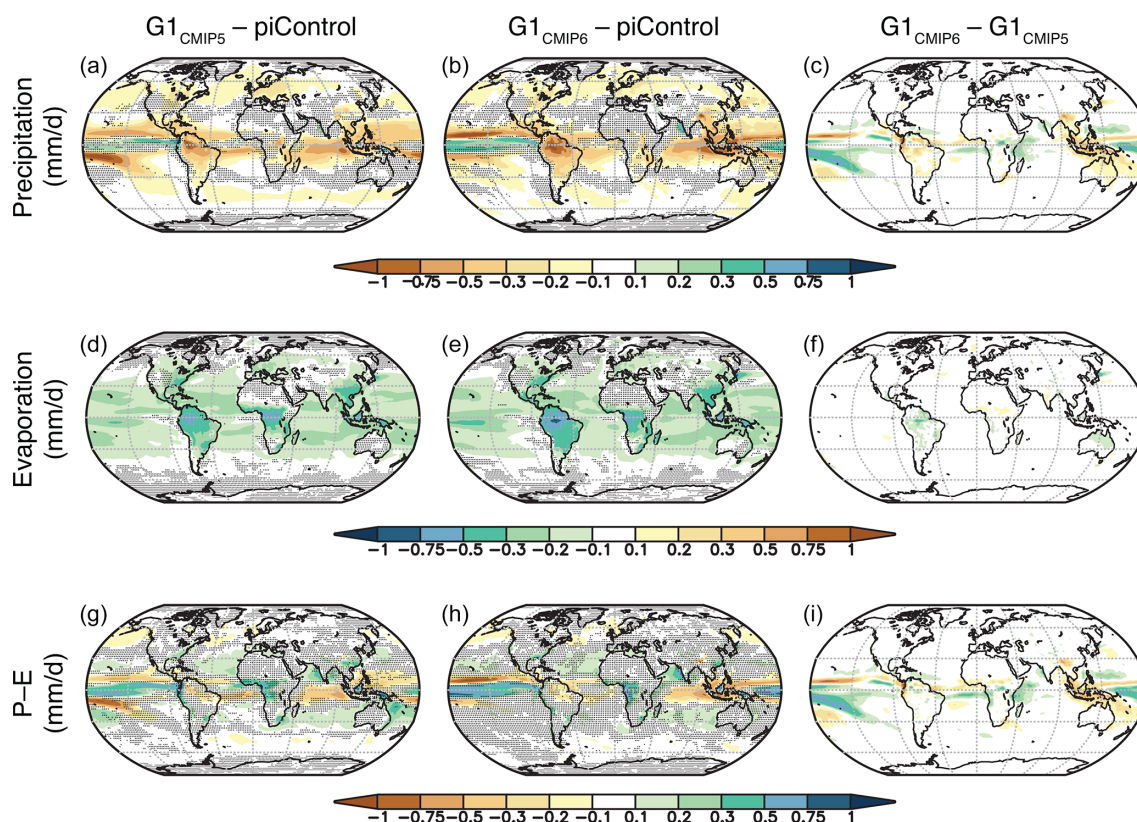 G1CMIP5 – piControl G1CMIP6 – piControl G1CMIP6 – G1CMIP5
Precipitation
(mm/d)
(a) (b) (c)
−1 −0.75 −0.5 −0.3 −0.2 −0.1 0.1 0.2 0.3 0.5 0.75 1
Evaporation
(mm/d)
(d) (e) (f)
−1 −0.75 −0.5 −0.3 −0.2 −0.1 0.1 0.2 0.3 0.5 0.75 1
P–E
(mm/d)
(g) (h) (i)
−1 −0.75 −0.5 −0.3 −0.2 −0.1 0.1 0.2 0.3 0.5 0.75 1